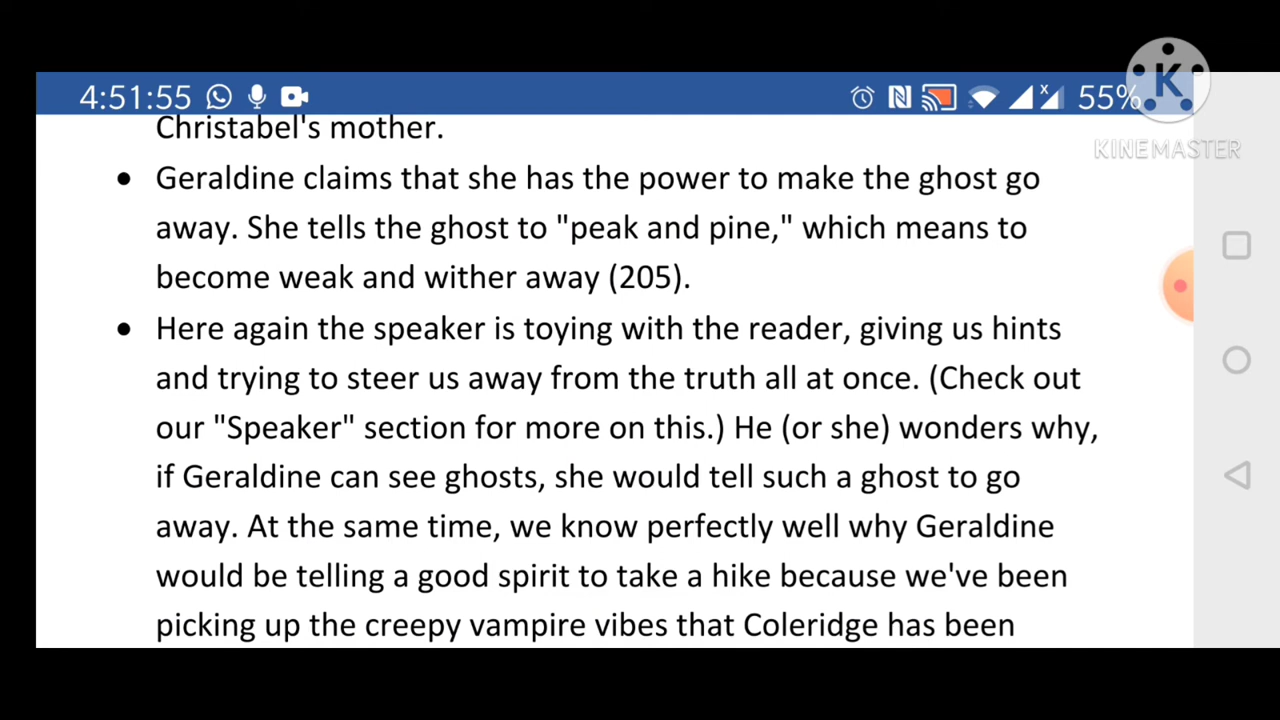 4:51:55 55%
K
KINEMASTER
Christabel's mother.
• Geraldine claims that she has the power to make the ghost go
away. She tells the ghost to "peak and pine," which means to
become weak and wither away (205).
• Here again the speaker is toying with the reader, giving us hints
and trying to steer us away from the truth all at once. (Check out
our "Speaker" section for more on this.) He (or she) wonders why,
if Geraldine can see ghosts, she would tell such a ghost to go
away. At the same time, we know perfectly well why Geraldine
would be telling a good spirit to take a hike because we've been
picking up the creepy vampire vibes that Coleridge has been